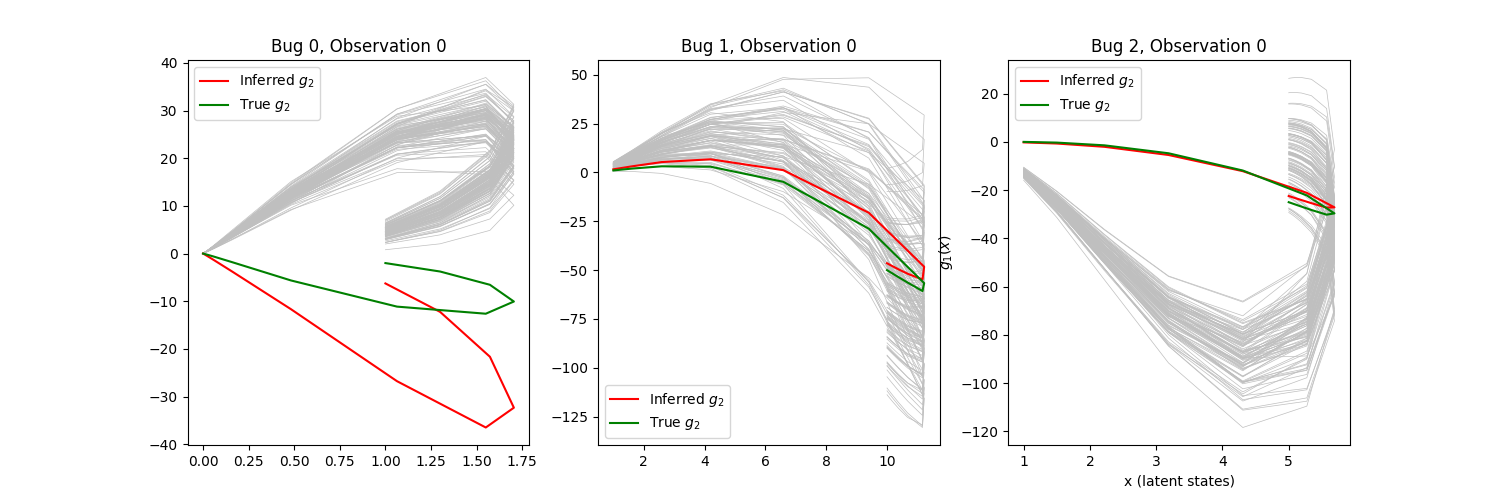 Bug 0, Observation 0
Inferred g₂
True g₂
40
30
20
10
0
−10
−20
−30
−40
0.00 0.25 0.50 0.75 1.00 1.25 1.50 1.75
Bug 1, Observation 0
50
25
0
−25
−50
−75
−100
−125
Inferred g₂
True g₂
2 4 6 8 10
Bug 2, Observation 0
Inferred g₂
True g₂
g₁(x)
20
0
−20
−40
−60
−80
−100
−120
1 2 3 4 5
x (latent states)